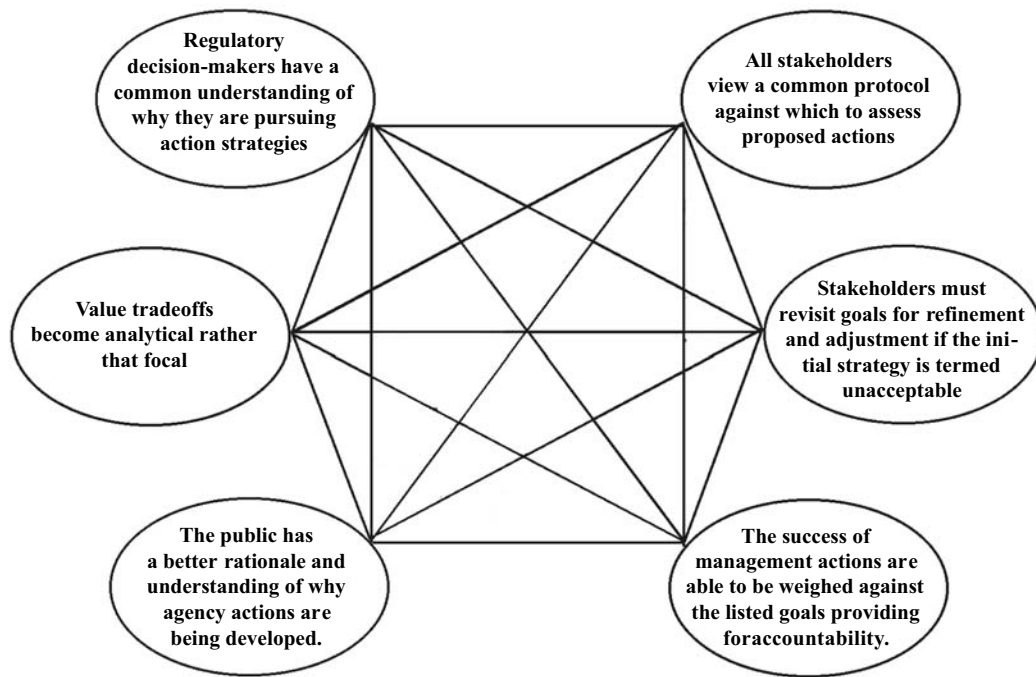 Regulatory
decision-makers have a
common understanding of
why they are pursuing
action strategies
All stakeholders
view a common protocol
against which to assess
proposed actions
Value tradeoffs
become analytical rather
that focal
Stakeholders must
revisit goals for refinement
and adjustment if the ini-
tial strategy is termed
unacceptable
The public has
a better rationale and
understanding of why
agency actions are
being developed.
The success of
management actions are
able to be weighed against
the listed goals providing
foraccountability.